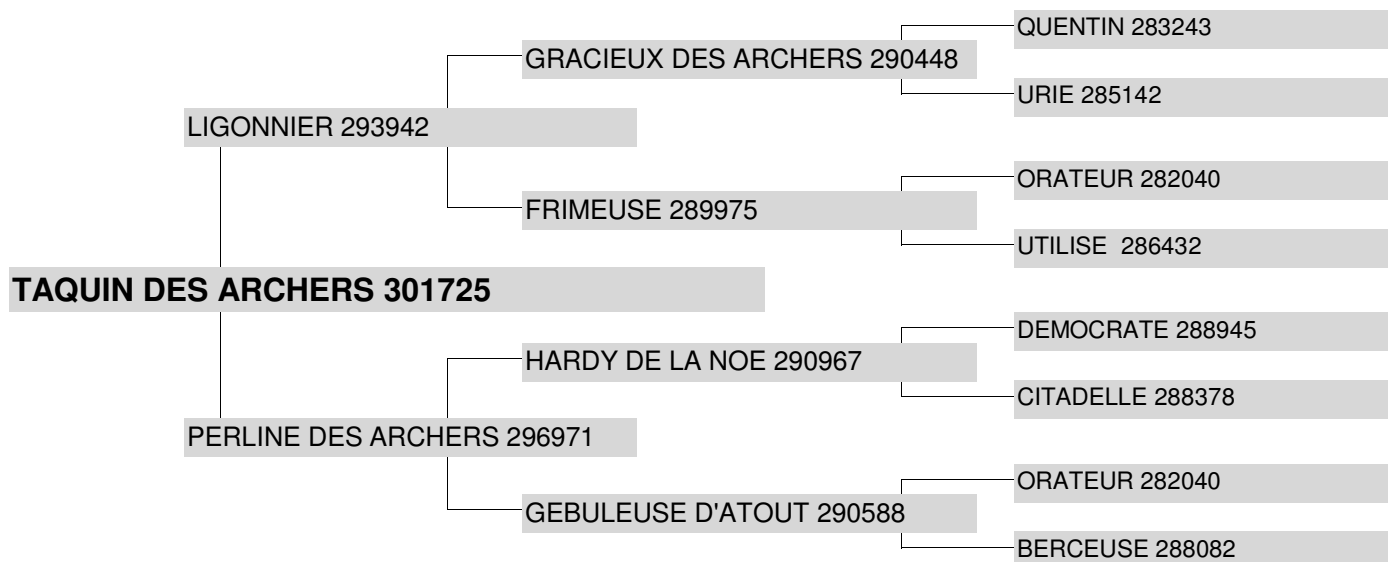 QUENTIN 283243
GRACIEUX DES ARCHERS 290448
URIE 285142
LIGONNIER 293942
ORATEUR 282040
FRIMEUSE 289975
UTILISE 286432
TAQUIN DES ARCHERS 301725
DEMOCRATE 288945
HARDY DE LA NOE 290967
CITADELLE 288378
PERLINE DES ARCHERS 296971
ORATEUR 282040
GEBULEUSE D'ATOUT 290588
BERCEUSE 288082